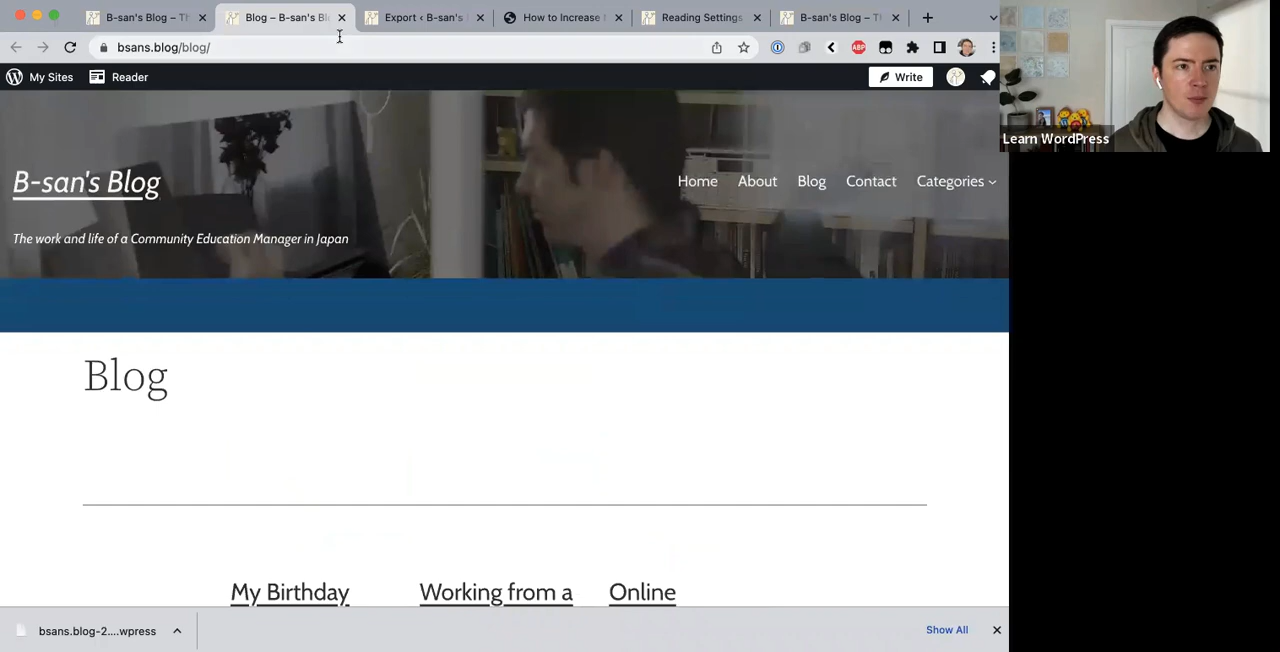 B-san's Blog – Th
Blog – B-san's Bl
Export ‹ B-san's
How to Increase
Reading Settings
B-san's Blog – Th
bsans.blog/blog/
My Sites
Reader
Write
ABP
Learn WordPress
B-san's Blog
Home
About
Blog
Contact
Categories
The work and life of a Community Education Manager in Japan
Blog
My Birthday
Working from a
Online
bsans.blog-2....wpress
Show All